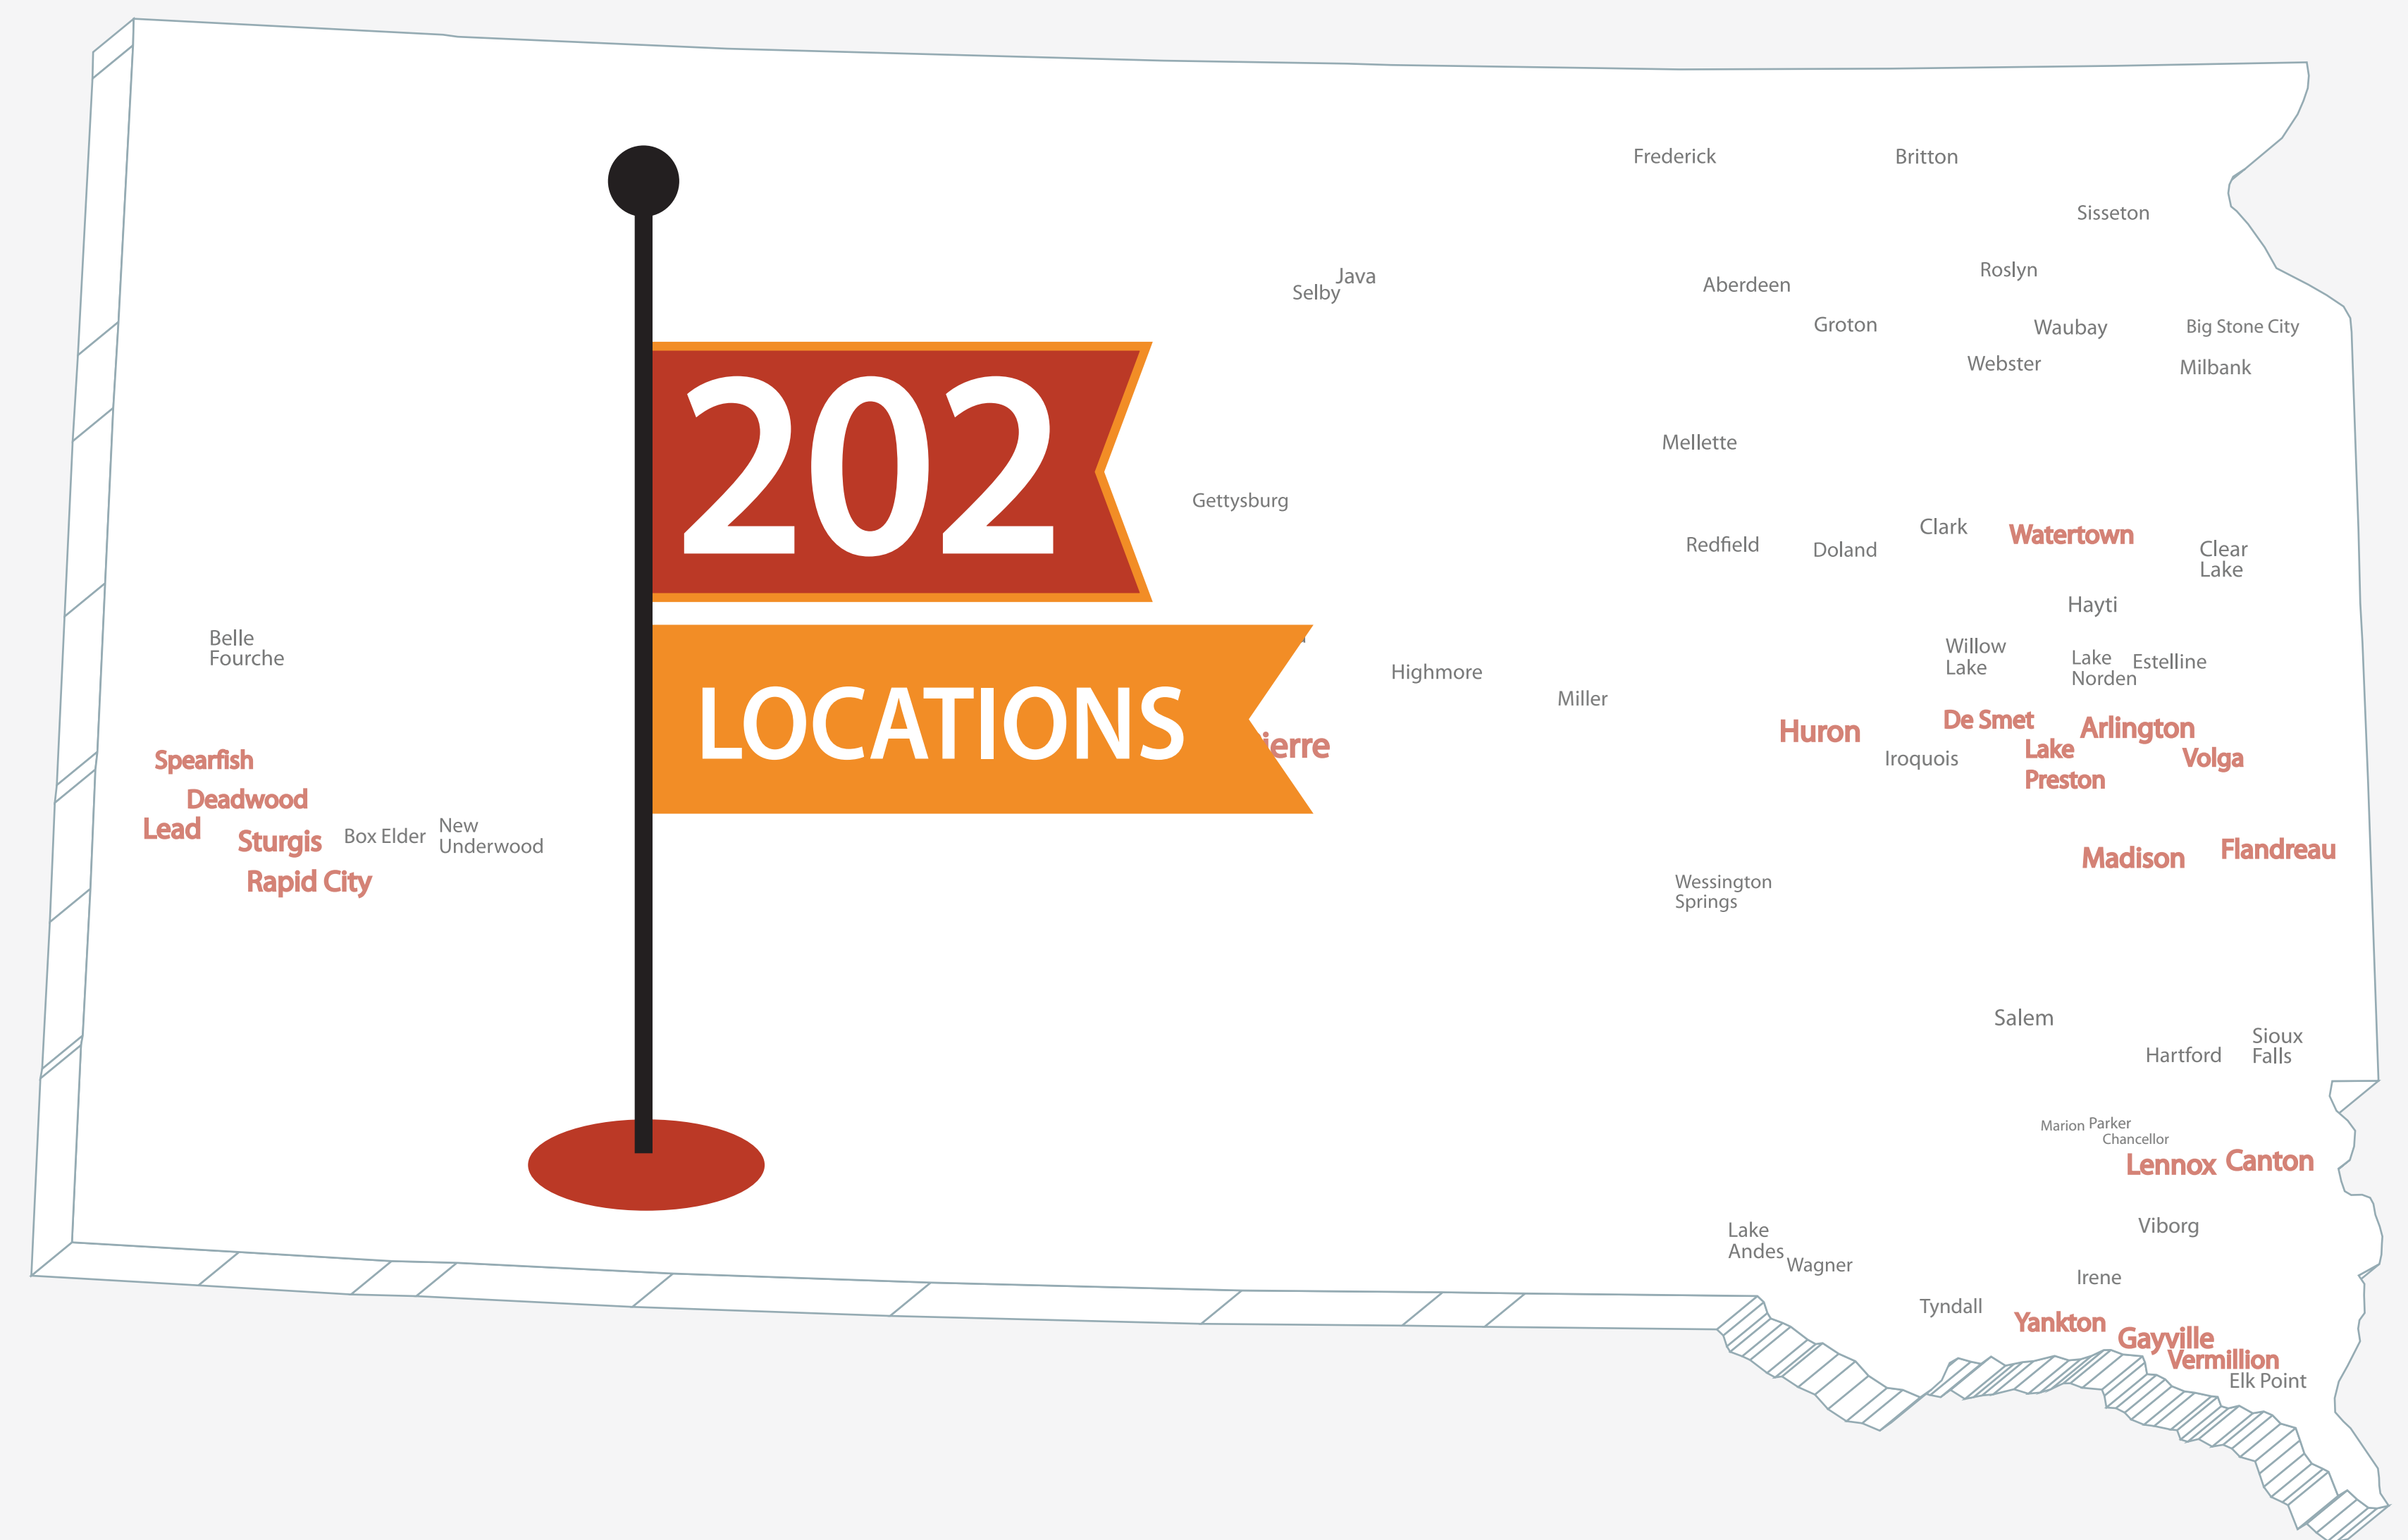 Frederick
Britton
Sisseton
Java
Selby
Roslyn
Aberdeen
Groton
Waubay
Big Stone City
Webster
Milbank
202
Mellette
Gettysburg
Clark
Watertown
Redfield
Doland
Clear
Lake
Hayti
Belle
Fourche
Willow
Lake
Lake
Norden
Estelline
Highmore
Miller
LOCATIONS
ierre
Huron
De Smet
Arlington
Iroquois
Lake
Preston
Volga
Spearfish
Deadwood
Lead
Sturgis
Box Elder
New
Underwood
Rapid City
Madison
Flandreau
Wessington
Springs
Salem
Hartford
Sioux
Falls
Marion
Parker
Chancellor
Lennox
Canton
Lake
Andes
Wagner
Viborg
Irene
Tyndall
Yankton
Gayville
Vermillion
Elk Point